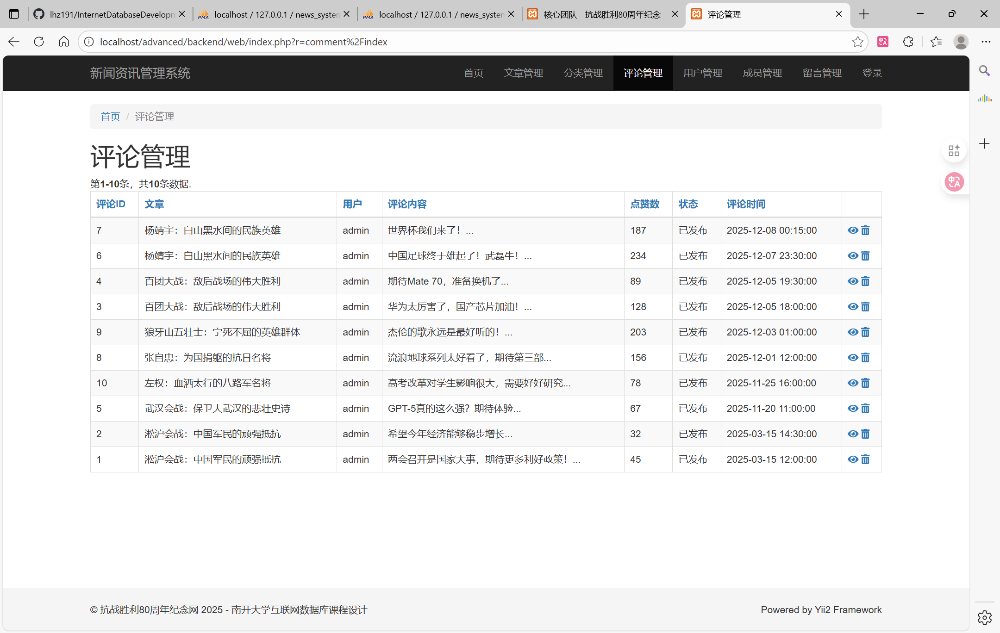 lhz191/InternetDatabaseDevelopm
localhost / 127.0.0.1 / news_system
localhost / 127.0.0.1 / news_system
核心团队 - 抗战胜利80周年纪念
评论管理
localhost/advanced/backend/web/index.php?r=comment%2Findex
新闻资讯管理系统 首页 文章管理 分类管理 评论管理 用户管理 成员管理 留言管理 登录
首页 / 评论管理
评论管理
第1-10条，共10条数据.
评论ID 文章 用户 评论内容 点赞数 状态 评论时间
7 杨靖宇：白山黑水间的民族英雄 admin 世界杯我们来了！... 187 已发布 2025-12-08 00:15:00
6 杨靖宇：白山黑水间的民族英雄 admin 中国足球终于雄起了！武磊牛！... 234 已发布 2025-12-07 23:30:00
4 百团大战：敌后战场的伟大胜利 admin 期待Mate 70，准备换机了... 89 已发布 2025-12-05 19:30:00
3 百团大战：敌后战场的伟大胜利 admin 华为太厉害了，国产芯片加油！... 128 已发布 2025-12-05 18:00:00
9 狼牙山五壮士：宁死不屈的英雄群体 admin 杰伦的歌永远是最好听的！... 203 已发布 2025-12-03 01:00:00
8 张自忠：为国捐躯的抗日名将 admin 流浪地球系列太好看了，期待第三部... 156 已发布 2025-12-01 12:00:00
10 左权：血洒太行的八路军名将 admin 高考改革对学生影响很大，需要好好研究... 78 已发布 2025-11-25 16:00:00
5 武汉会战：保卫大武汉的悲壮史诗 admin GPT-5真的这么强？期待体验... 67 已发布 2025-11-20 11:00:00
2 淞沪会战：中国军民的顽强抵抗 admin 希望今年经济能够稳步增长... 32 已发布 2025-03-15 14:30:00
1 淞沪会战：中国军民的顽强抵抗 admin 两会召开是国家大事，期待更多利好政策！... 45 已发布 2025-03-15 12:00:00
© 抗战胜利80周年纪念网 2025 - 南开大学互联网数据库课程设计 Powered by Yii2 Framework